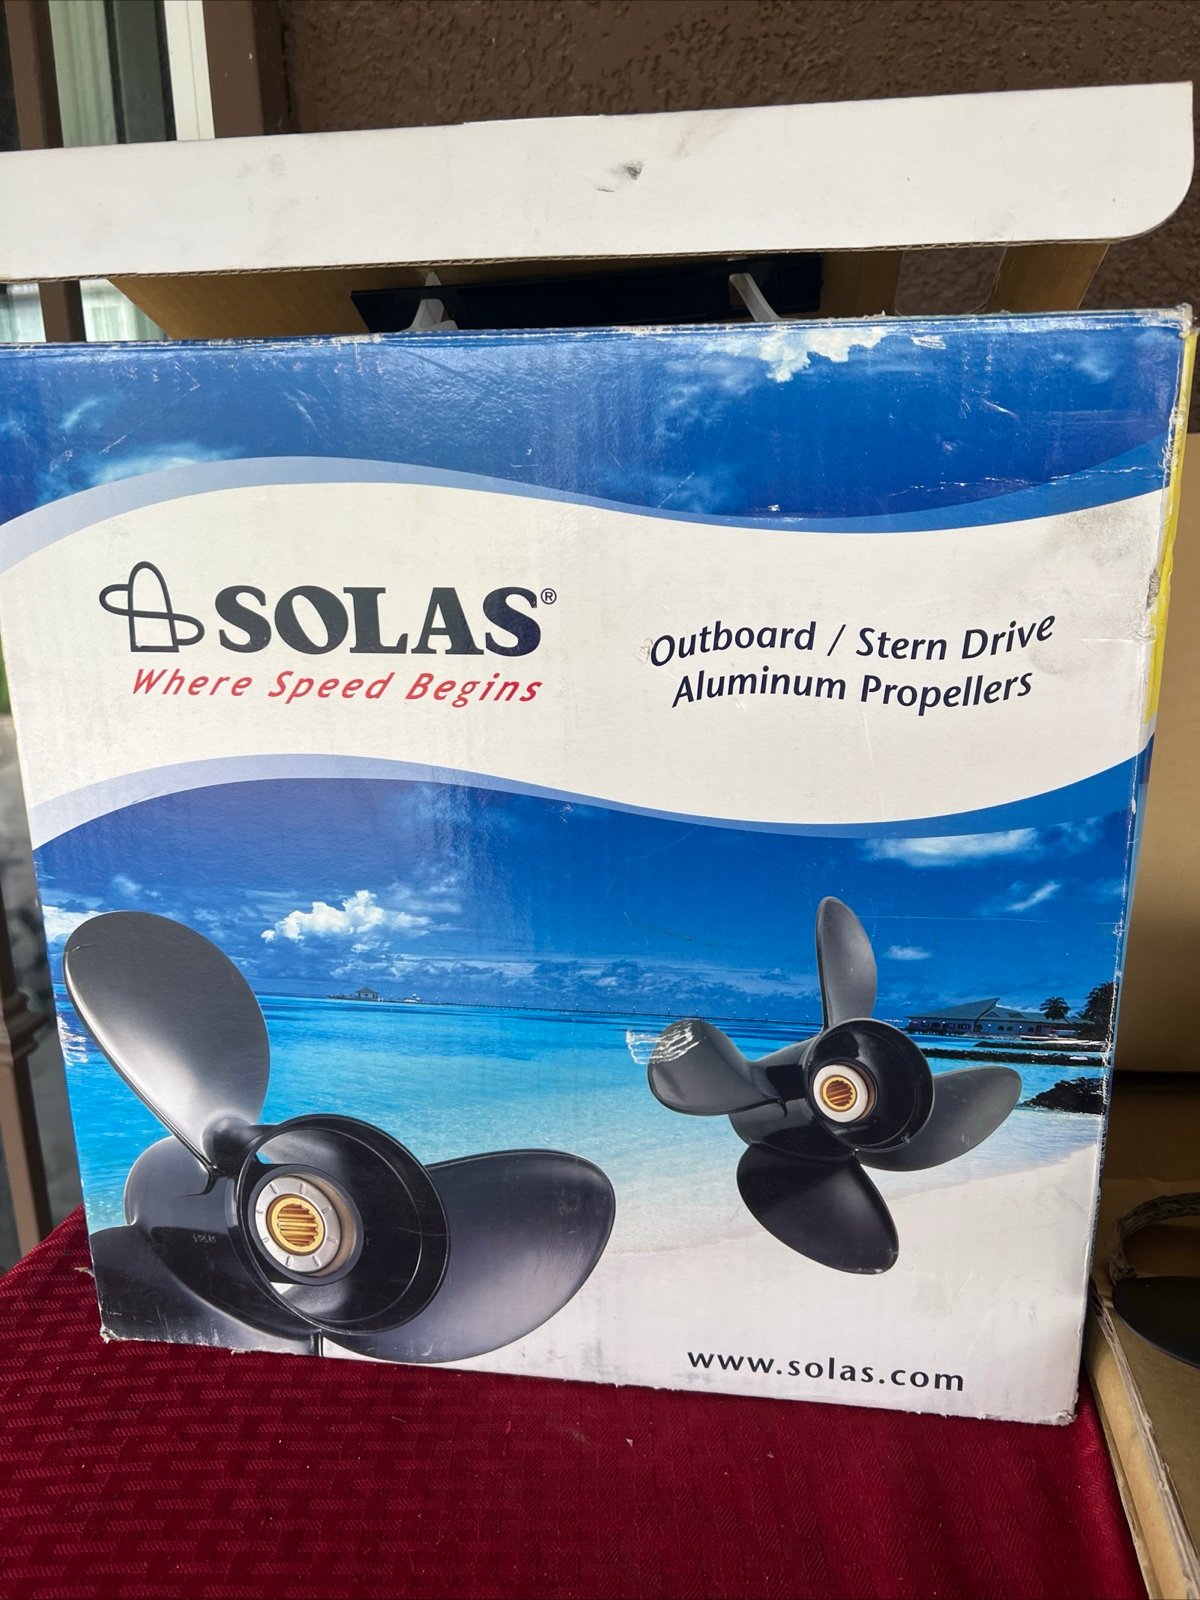 SOLAS®
Where Speed Begins
Outboard / Stern Drive
Aluminum Propellers
www.solas.com